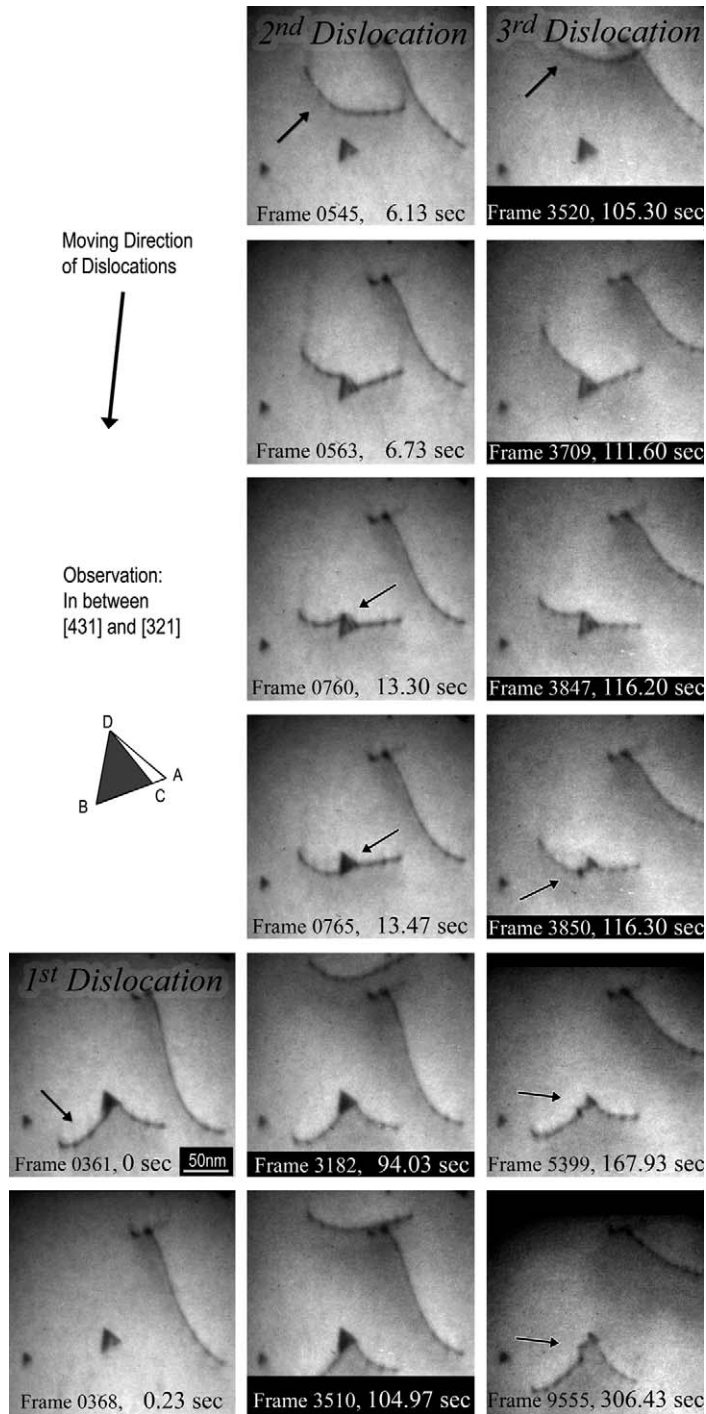 2nd Dislocation
3rd Dislocation
Frame 0545, 6.13 sec
Frame 3520, 105.30 sec
Moving Direction
of Dislocations
Frame 0563, 6.73 sec
Frame 3709, 111.60 sec
Observation:
In between
[431] and [321]
Frame 0760, 13.30 sec
Frame 3847, 116.20 sec
D
A
B
C
Frame 0765, 13.47 sec
Frame 3850, 116.30 sec
1st Dislocation
Frame 0361, 0 sec
50nm
Frame 3182, 94.03 sec
Frame 5399, 167.93 sec
Frame 0368, 0.23 sec
Frame 3510, 104.97 sec
Frame 9555, 306.43 sec